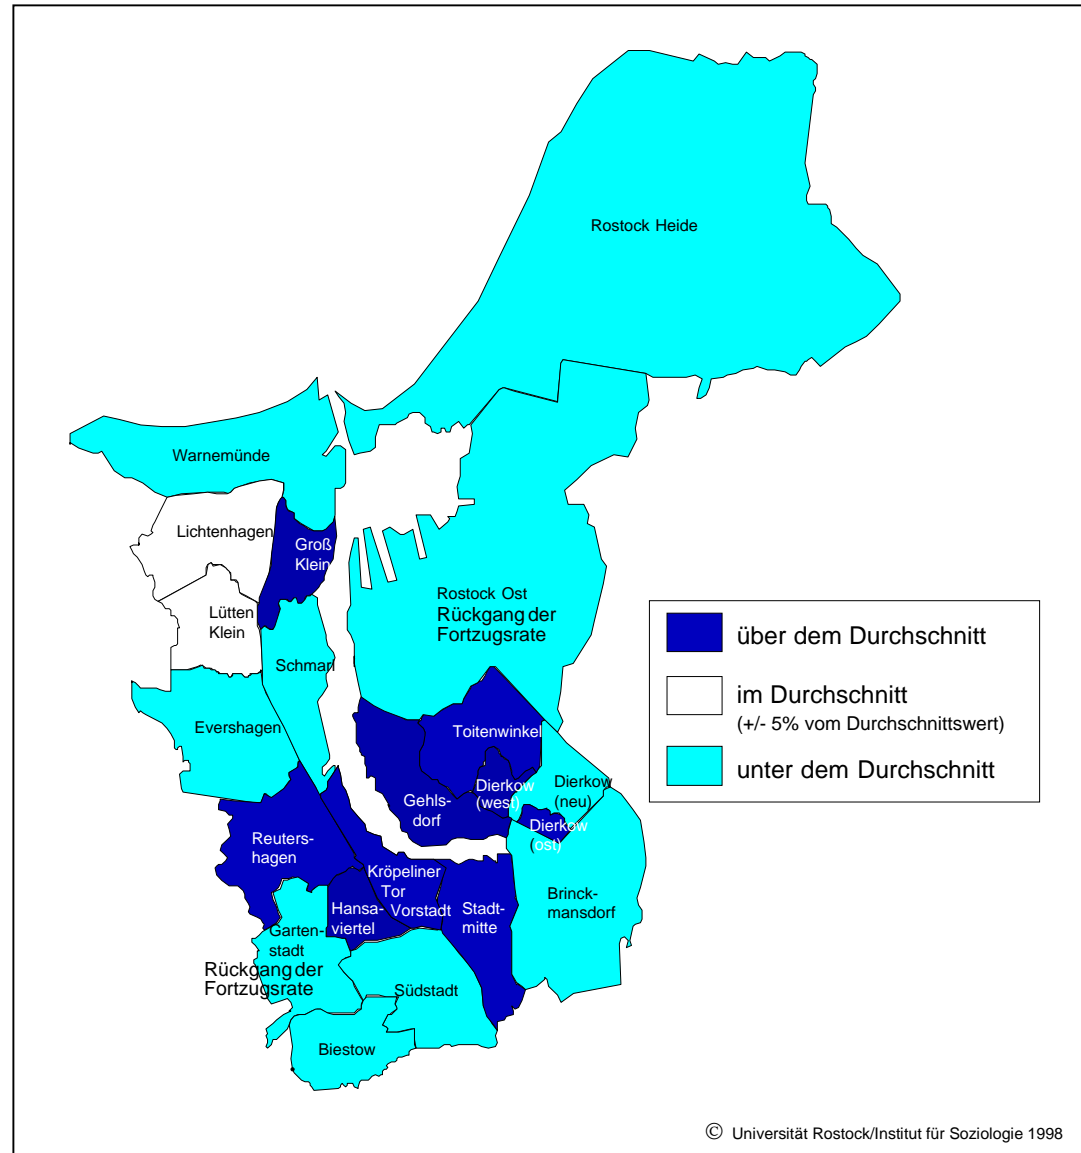 Rostock Heide
Warnemünde
Lichtenhagen
Groß
Klein
Lütten
Klein
Rostock Ost
Rückgang der
Fortzugsrate
Schmarl
Evershagen
Toitenwinkel
Dierkow
(west)
Dierkow
(neu)
Gehls-
dorf
Dierkow
(ost)
Reuters-
hagen
Kröpeliner
Tor
Vorstadt
Hansa-
viertel
Stadt-
mitte
Brinck-
mansdorf
Garten-
stadt
Rückgang der
Fortzugsrate
Südstadt
Biestow
über dem Durchschnitt
im Durchschnitt
(+/- 5% vom Durchschnittswert)
unter dem Durchschnitt
© Universität Rostock/Institut für Soziologie 1998